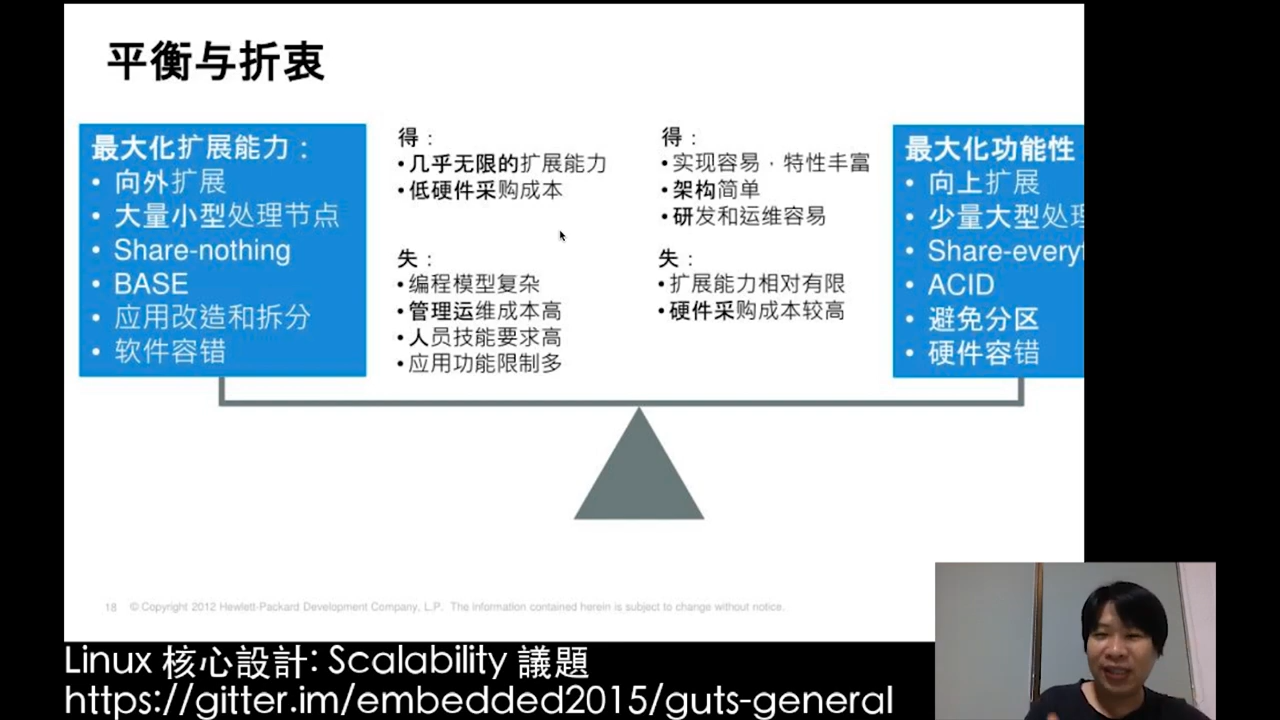 平衡与折衷
最大化扩展能力：
• 向外扩展
• 大量小型处理节点
• Share-nothing
• BASE
• 应用改造和拆分
• 软件容错
得：
•几乎无限的扩展能力
•低硬件采购成本
失：
•编程模型复杂
•管理运维成本高
•人员技能要求高
•应用功能限制多
得：
•实现容易，特性丰富
•架构简单
•研发和运维容易
失：
•扩展能力相对有限
•硬件采购成本较高
最大化功能性
• 向上扩展
• 少量大型处理
• Share-every
• ACID
• 避免分区
• 硬件容错
18 © Copyright 2012 Hewlett-Packard Development Company, L.P. The information contained herein is subject to change without notice.
Linux 核心設計: Scalability 議題
https://gitter.im/embedded2015/guts-general